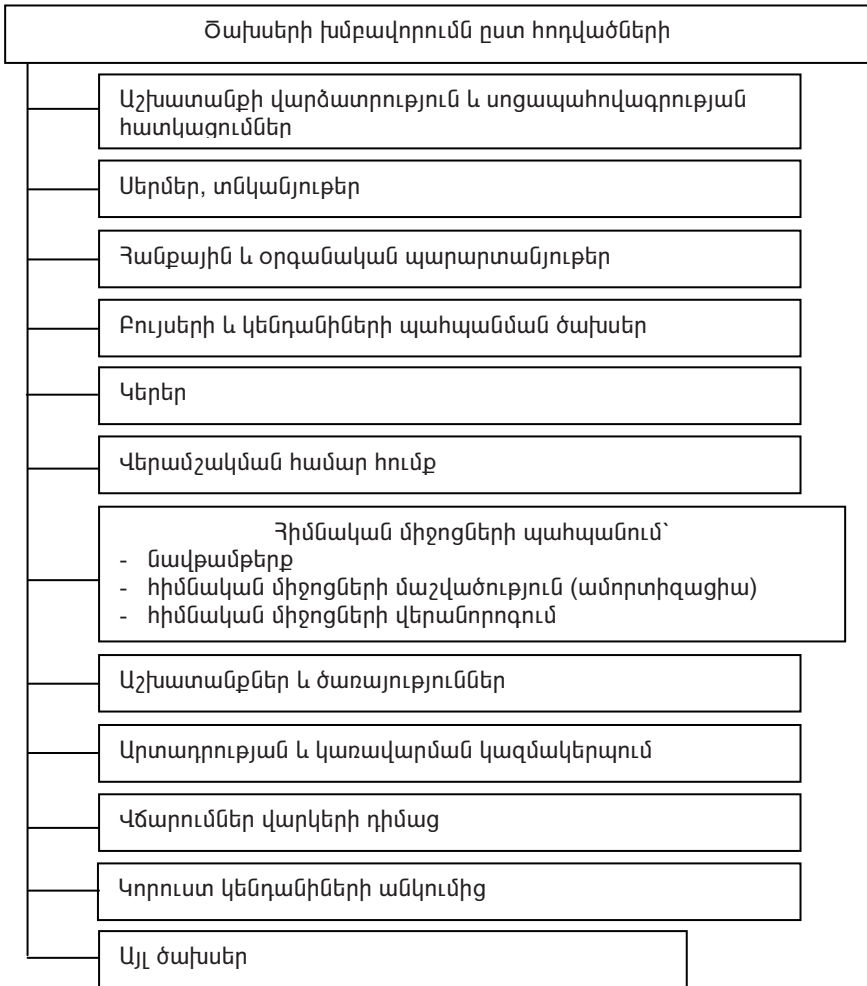 Ծախսերի խմբավորումն ըստ հոդվածների
Աշխատանքի վարձատրություն և սոցապահովագրության
հատկացումներ
Սերմեր, տնկանյութեր
Հանքային և օրգանական պարարտանյութեր
Բույսերի և կենդանիների պահպանման ծախսեր
Կերեր
Վերամշակման համար հումք
Հիմնական միջոցների պահպանում՝
- նավթամթերք
- հիմնական միջոցների մաշվածություն (ամորտիզացիա)
- հիմնական միջոցների վերանորոգում
Աշխատանքներ և ծառայություններ
Արտադրության և կառավարման կազմակերպում
Վճարումներ վարկերի դիմաց
Կորուստ կենդանիների անկումից
Այլ ծախսեր